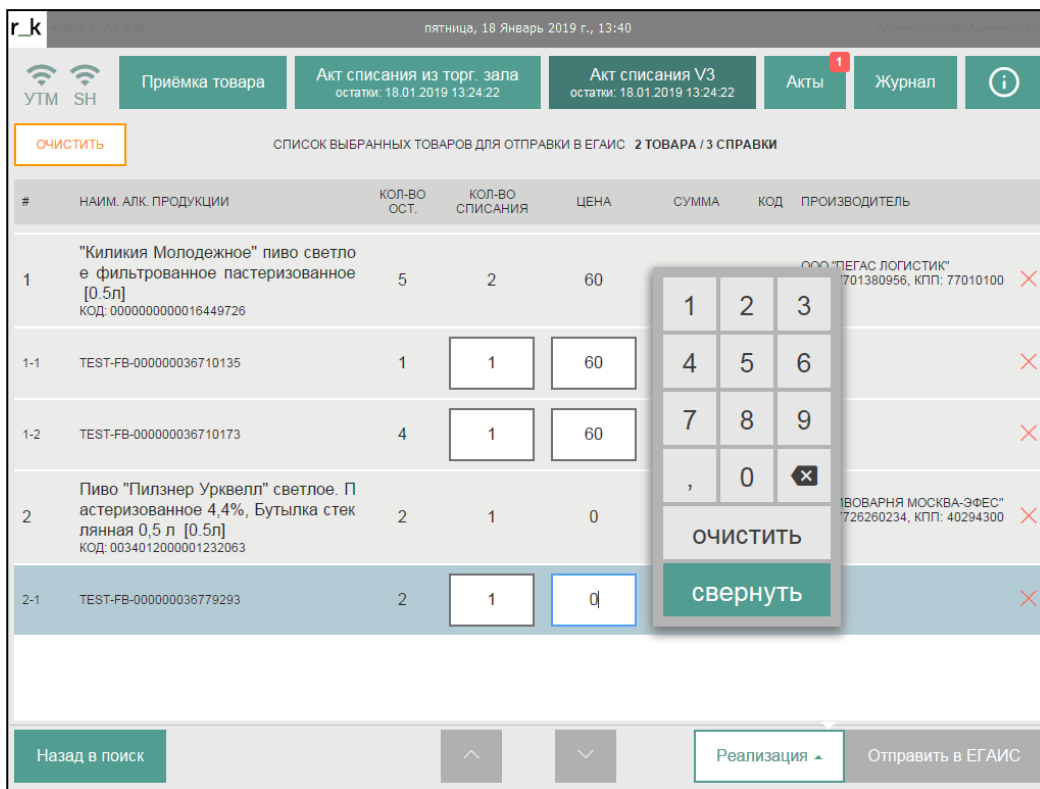 r_k
пятница, 18 Январь 2019 г., 13:40
УТМ SH
Приёмка товара
Акт списания из торг. зала
остатки: 18.01.2019 13:24:22
Акт списания V3
остатки: 18.01.2019 13:24:22
Акты
1
Журнал
ОЧИСТИТЬ
СПИСОК ВЫБРАННЫХ ТОВАРОВ ДЛЯ ОТПРАВКИ В ЕГАИС 2 ТОВАРА / 3 СПРАВКИ
# НАИМ. АЛК. ПРОДУКЦИИ КОЛ-ВО ОСТ. КОЛ-ВО СПИСАНИЯ ЦЕНА СУММА КОД ПРОИЗВОДИТЕЛЬ
"Киликия Молодежное" пиво светло
е фильтрованное пастеризованное
[0.5л]
КОД: 0000000000016449726
1 5 2 60
ООО "ПЕГАС ЛОГИСТИК"
701380956, КПП: 77010100
1-1 TEST-FB-000000036710135 1 1 60
1-2 TEST-FB-000000036710173 4 1 60
Пиво "Пилзнер Урквелл" светлое. П
астеризованное 4,4%, Бутылка стек
лянная 0,5 л [0.5л]
КОД: 0034012000001232063
2 2 1 0
ИВОВАРНЯ МОСКВА-ЭФЕС"
726260234, КПП: 40294300
2-1 TEST-FB-000000036779293 2 1 0
1 2 3
4 5 6
7 8 9
, 0
очистить
свернуть
Назад в поиск
Реализация
Отправить в ЕГАИС